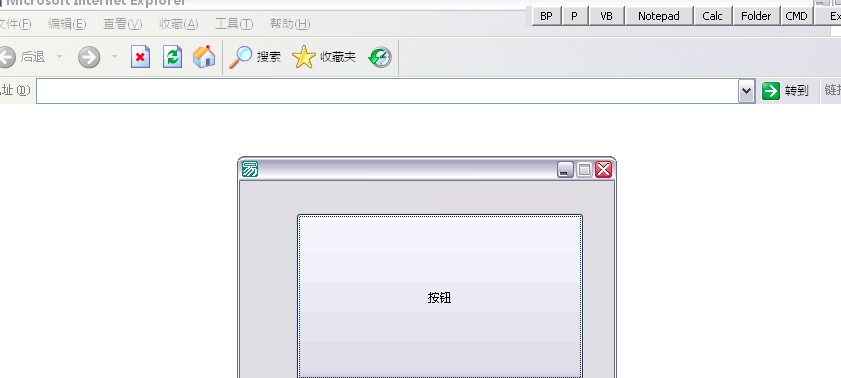 Microsoft Internet Explorer
文件(F) 编辑(E) 查看(V) 收藏(A) 工具(T) 帮助(H)
BP P VB Notepad Calc Folder CMD Ex
后退 搜索 收藏夹
址(D) 转到 链接
按钮